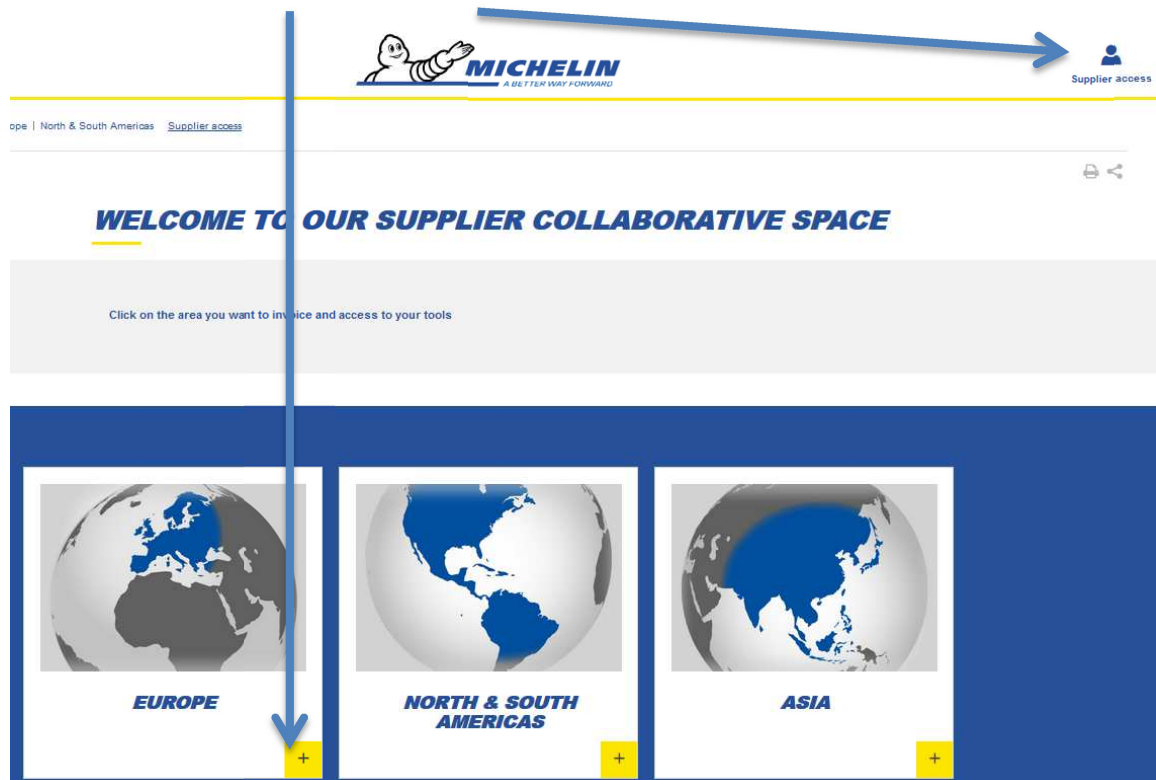 MICHELIN
A BETTER WAY FORWARD
Supplier access
ope | North & South Americas Supplier access
WELCOME TO OUR SUPPLIER COLLABORATIVE SPACE
Click on the area you want to invoice and access to your tools
EUROPE
NORTH & SOUTH
AMERICAS
ASIA
+
+
+